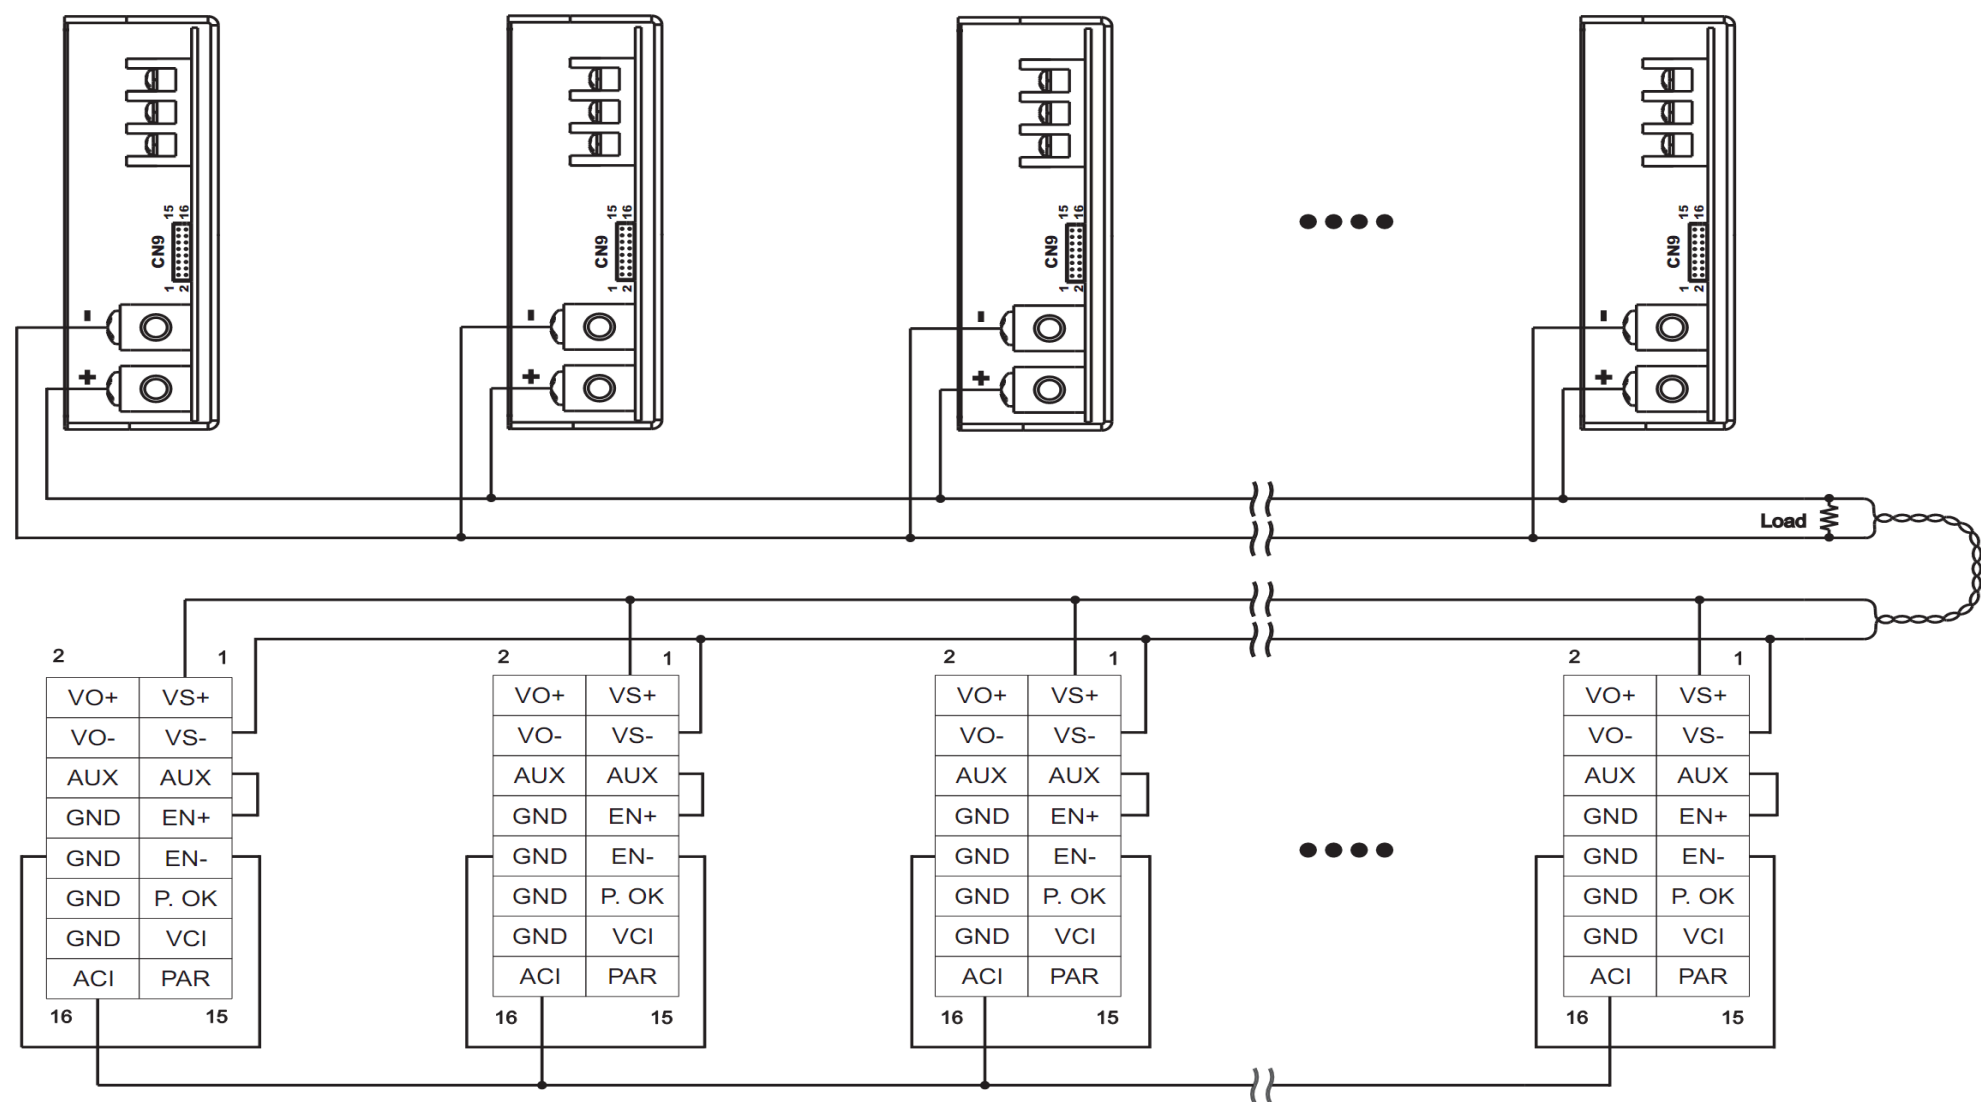 15 16 15 16 15 16 15 16
CN9 CN9 CN9 CN9
1 2 1 2 1 2 1 2
- - - -
+ + + +
Load
2 1 2 1 2 1 2 1
VO+ VS+ VO+ VS+ VO+ VS+ VO+ VS+
VO- VS- VO- VS- VO- VS- VO- VS-
AUX AUX AUX AUX AUX AUX AUX AUX
GND EN+ GND EN+ GND EN+ GND EN+
GND EN- GND EN- GND EN- GND EN-
GND P. OK GND P. OK GND P. OK GND P. OK
GND VCI GND VCI GND VCI GND VCI
ACI PAR ACI PAR ACI PAR ACI PAR
16 15 16 15 16 15 16 15